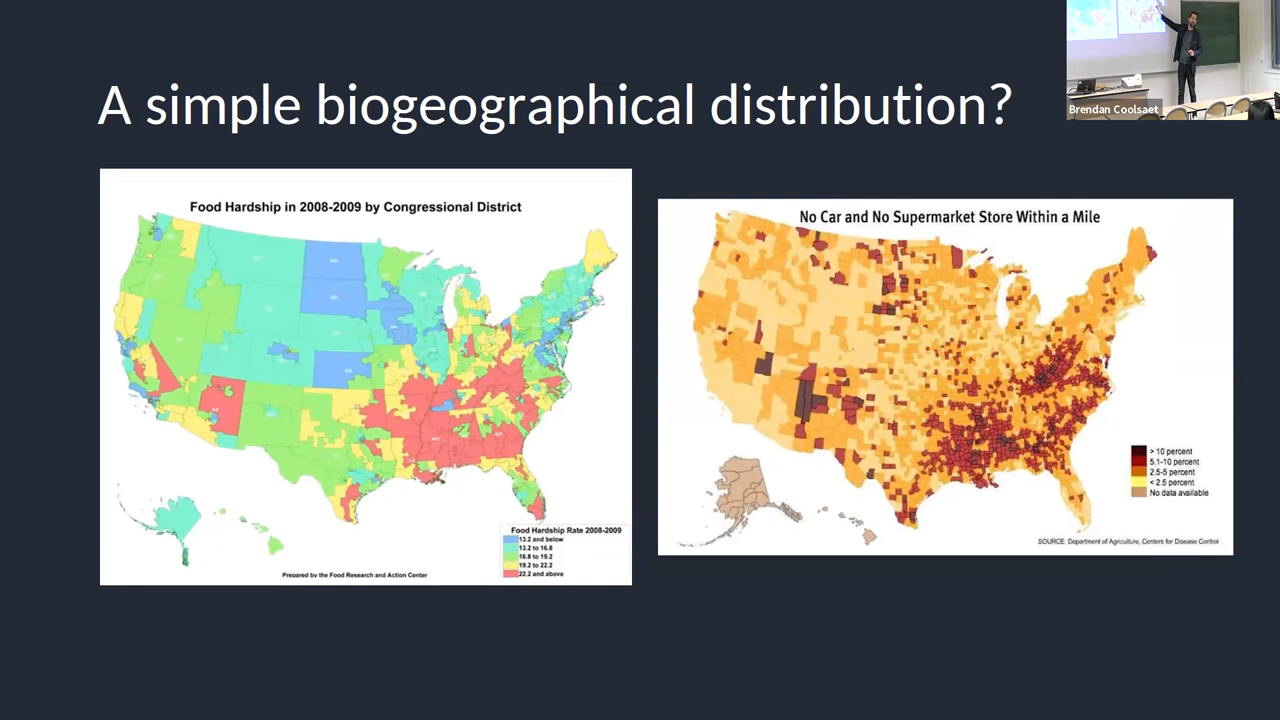 A simple biogeographical distribution?
Brendan Coolsaet
Food Hardship in 2008-2009 by Congressional District
Food Hardship Rate 2008-2009
13.2 and below
13.2 to 16.8
16.8 to 19.2
19.2 to 22.2
22.2 and above
Prepared by the Food Research and Action Center
No Car and No Supermarket Store Within a Mile
> 10 percent
5.1-10 percent
2.5-5 percent
< 2.5 percent
No data available
SOURCE: Department of Agriculture, Centers for Disease Control